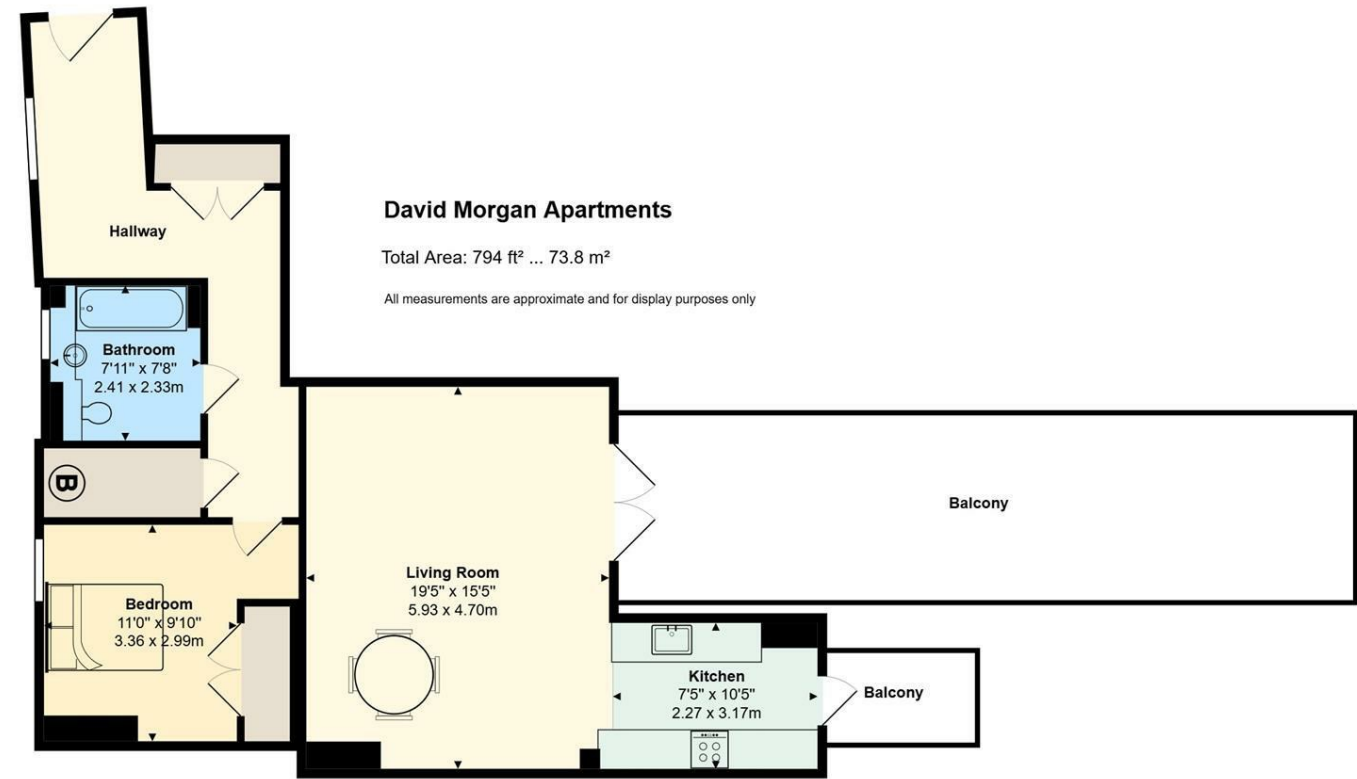 David Morgan Apartments
Total Area: 794 ft² ... 73.8 m²
All measurements are approximate and for display purposes only
Hallway
Bathroom
7'11" x 7'8"
2.41 x 2.33m
B
Bedroom
11'0" x 9'10"
3.36 x 2.99m
Living Room
19'5" x 15'5"
5.93 x 4.70m
Balcony
Kitchen
7'5" x 10'5"
2.27 x 3.17m
Balcony